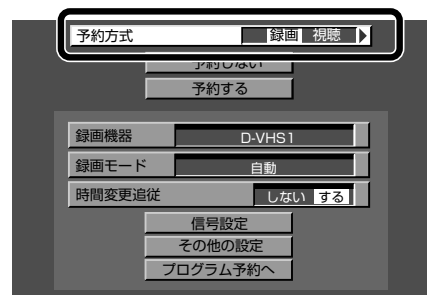 予約方式 録画 視聴
予約しない
予約する
録画機器 D-VHS1
録画モード 自動
時間変更追従 しない する
信号設定
その他の設定
プログラム予約へ